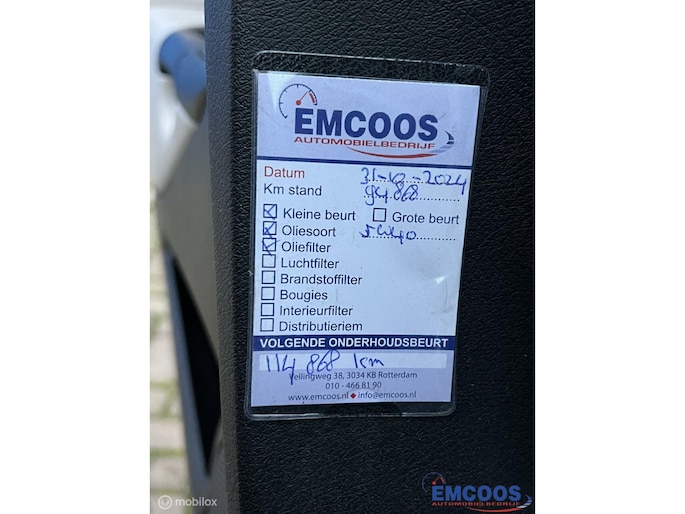 EMCOOS
AUTOMOBIELBEDRIJF
Datum 31-12-2024
Km stand 94.868
Kleine beurt Grote beurt
Oliesoort 5W40
Oliefilter
Luchtfilter
Brandstoffilter
Bougies
Interieurfilter
Distributieriem
VOLGENDE ONDERHOUDSBEURT
114 868 km
Veilingweg 38, 3034 KB Rotterdam
010 - 466 81 90
www.emcoos.nl ◆ info@emcoos.nl
mobilox
EMCOOS
AUTOMOBIELBEDRIJF